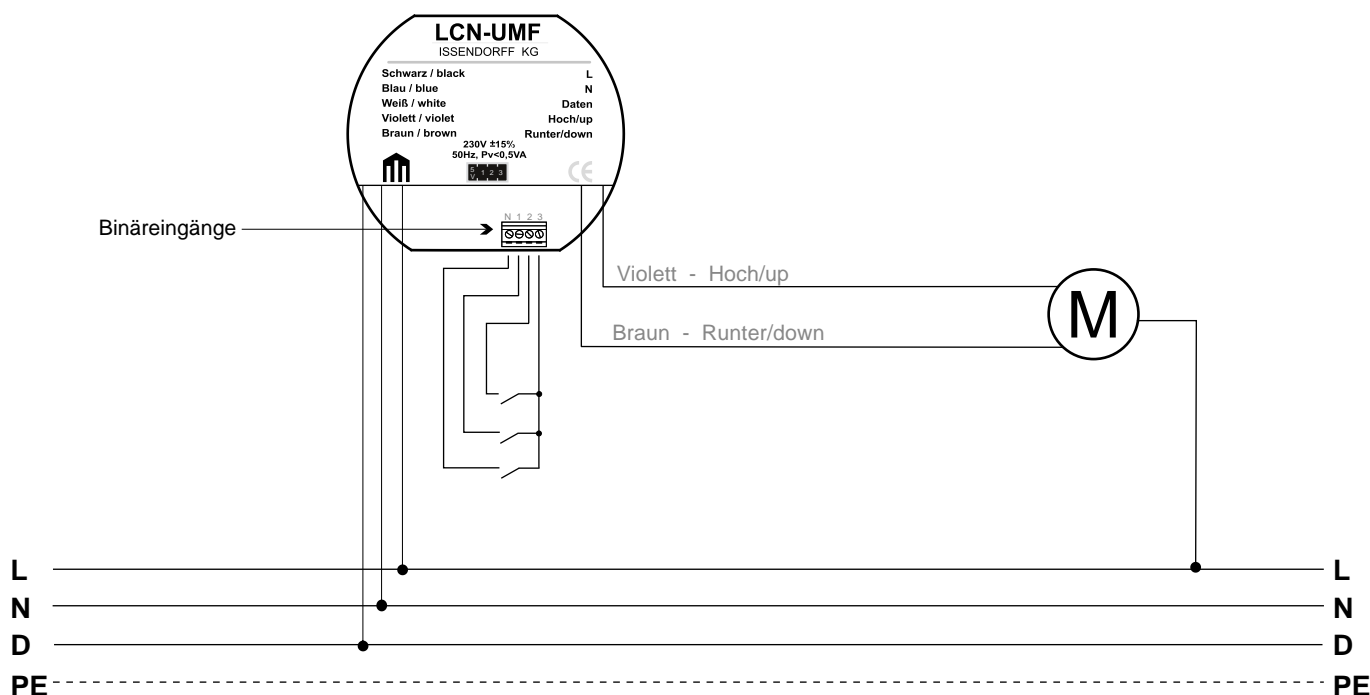 LCN-UMF
ISSENDORFF KG
Schwarz / black L
Blau / blue N
Weiß / white Daten
Violett / violet Hoch/up
Braun / brown Runter/down
230V ±15%
50Hz, Pv<0,5VA
5V 1 2 3
CE
Binäreingänge
N 1 2 3
Violett - Hoch/up
Braun - Runter/down
M
L L
N N
D D
PE PE